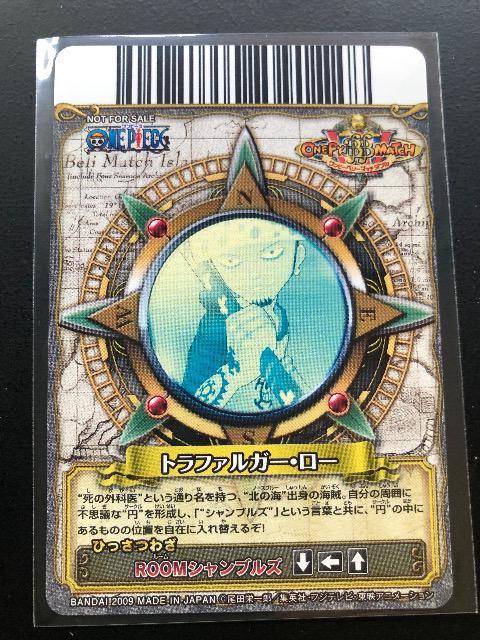 NOT FOR SALE
ONE PIECE
ONEPY BERRY MATCH
Beli Match Isla
N
W
E
S
トラファルガー・ロー
“死の外科医”という通り名を持つ、“北の海”出身の海賊。自分の周囲に
不思議な“円”を形成し、「“シャンブルズ”」という言葉と共に、“円”の中に
あるものの位置を自在に入れ替えるぞ!
ひっさつわざ
ROOMシャンブルズ ⬇ ⬅ ⬆
BANDAI 2009 MADE IN JAPAN ©尾田栄一郎／集英社・フジテレビ・東映アニメーション